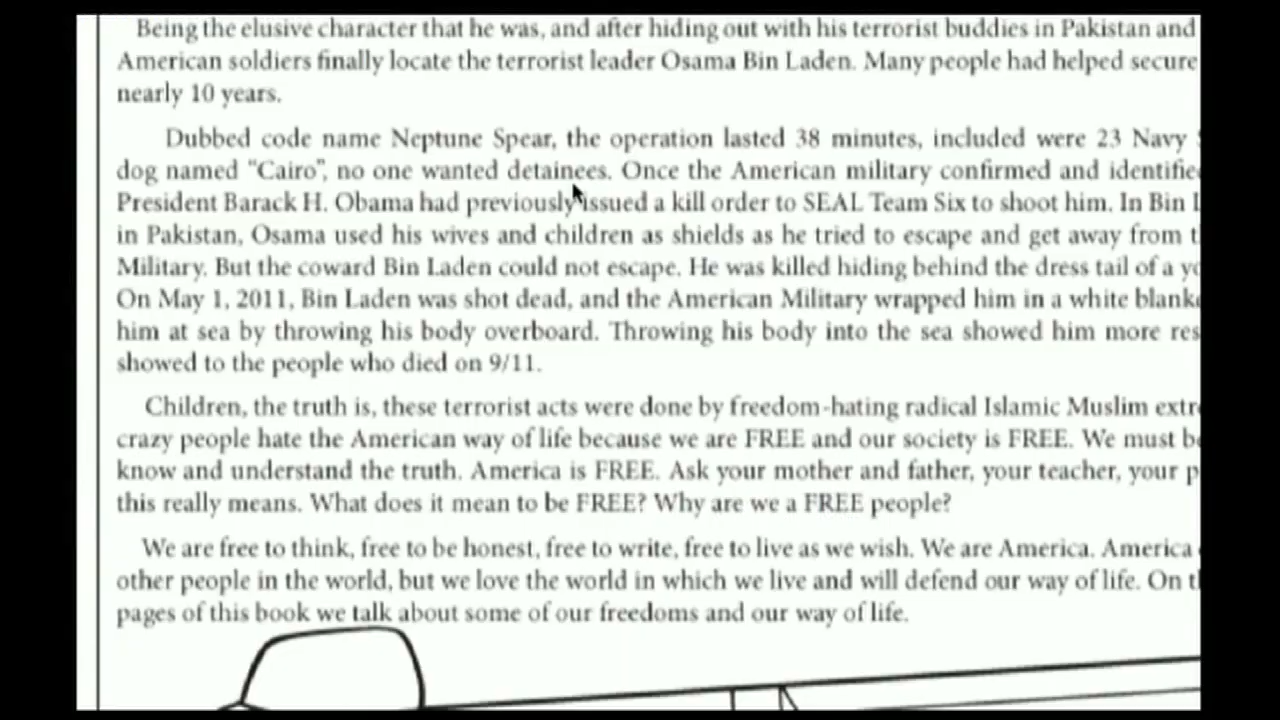 Being the elusive character that he was, and after hiding out with his terrorist buddies in Pakistan and
American soldiers finally locate the terrorist leader Osama Bin Laden. Many people had helped secure
nearly 10 years.
Dubbed code name Neptune Spear, the operation lasted 38 minutes, included were 23 Navy
dog named "Cairo", no one wanted detainees. Once the American military confirmed and
President Barack H. Obama had previously issued a kill order to SEAL Team Six to shoot him. In Bin
in Pakistan, Osama used his wives and children as shields as he tried to escape and get away from
Military. But the coward Bin Laden could not escape. He was killed hiding behind the dress tail of a
On May 1, 2011, Bin Laden was shot dead, and the American Military wrapped him in a white
him at sea by throwing his body overboard. Throwing his body into the sea showed him more
showed to the people who died on 9/11.
Children, the truth is, these terrorist acts were done by freedom-hating radical Islamic Muslim
crazy people hate the American way of life because we are FREE and our society is FREE. We must
know and understand the truth. America is FREE. Ask your mother and father, your teacher, your
this really means. What does it mean to be FREE? Why are we a FREE people?
We are free to think, free to be honest, free to write, free to live as we wish. We are America. America
other people in the world, but we love the world in which we live and will defend our way of life. On
pages of this book we talk about some of our freedoms and our way of life.